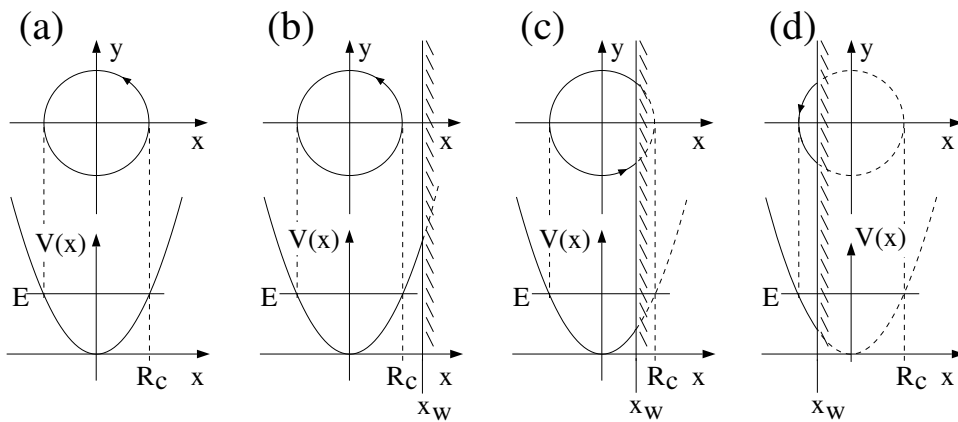 (a) (b) (c) (d)
y y y y
x x x x
V(x) V(x) V(x) V(x)
E E E E
Rc x Rc x Rc x Rc x
xw xw xw